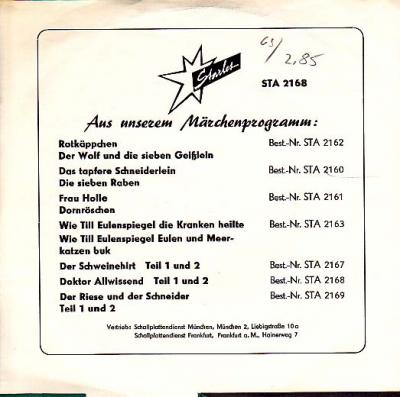 63/2,85
Starlet
STA 2168
Aus unserem Märchenprogramm:
Rotkäppchen Best.-Nr. STA 2162
Der Wolf und die sieben Geißlein
Das tapfere Schneiderlein Best.-Nr. STA 2160
Die sieben Raben
Frau Holle Best.-Nr. STA 2161
Dornröschen
Wie Till Eulenspiegel die Kranken heilte Best.-Nr. STA 2163
Wie Till Eulenspiegel Eulen und Meer-
katzen buk
Der Schweinehirt Teil 1 und 2 Best.-Nr. STA 2167
Doktor Allwissend Teil 1 und 2 Best.-Nr. STA 2168
Der Riese und der Schneider Best.-Nr. STA 2169
Teil 1 und 2
Vertrieb: Schallplattendienst München, München 2, Liebigstraße 10a
Schallplattendienst Frankfurt, Frankfurt a. M., Hainerweg 7